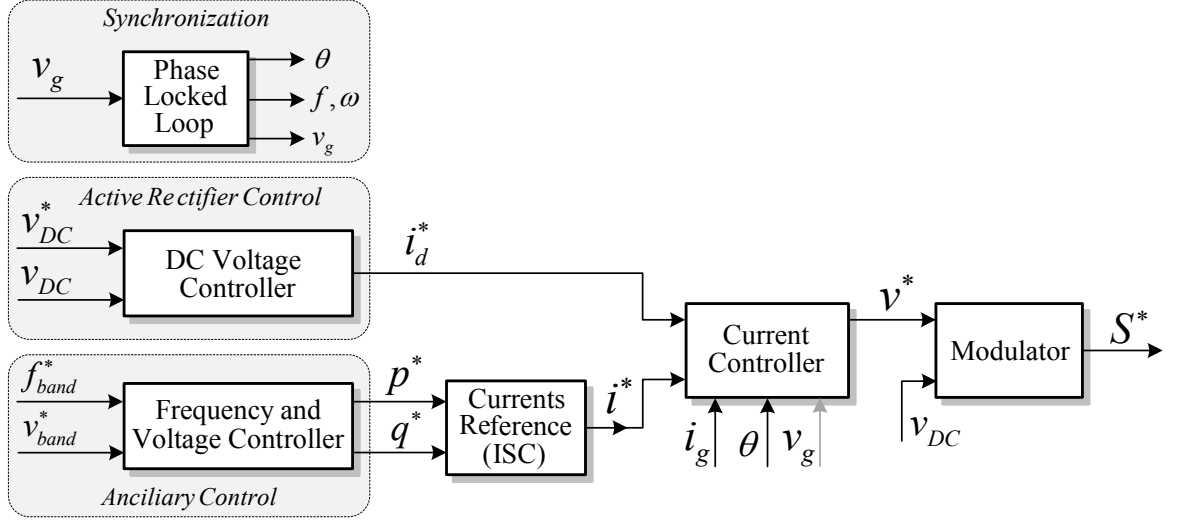 Synchronization
v_g
Phase
Locked
Loop
θ
f, ω
v_g
Active Rectifier Control
v*_DC
v_DC
DC Voltage
Controller
i*_d
Current
Controller
v*
Modulator
S*
i_g
θ
v_g
v_DC
f*_band
v*_band
Frequency and
Voltage Controller
p*
q*
Currents
Reference
(ISC)
i*
Anciliary Control